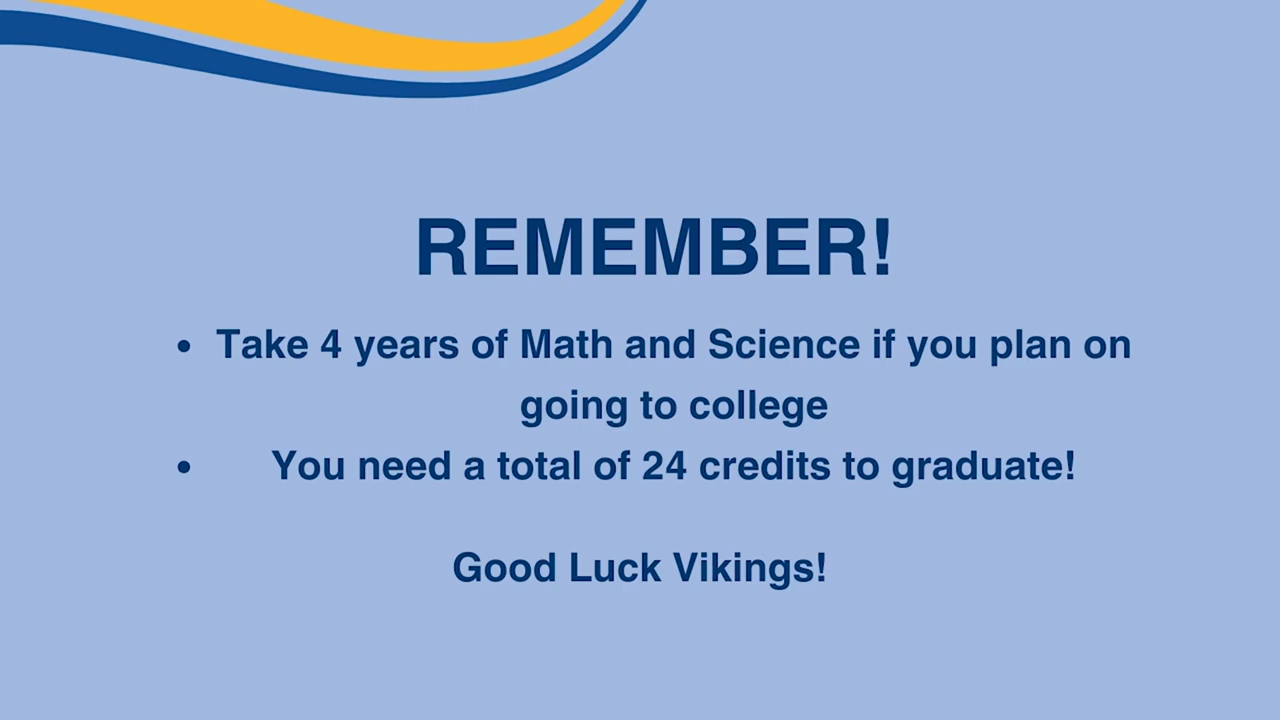 REMEMBER!
• Take 4 years of Math and Science if you plan on
going to college
• You need a total of 24 credits to graduate!
Good Luck Vikings!